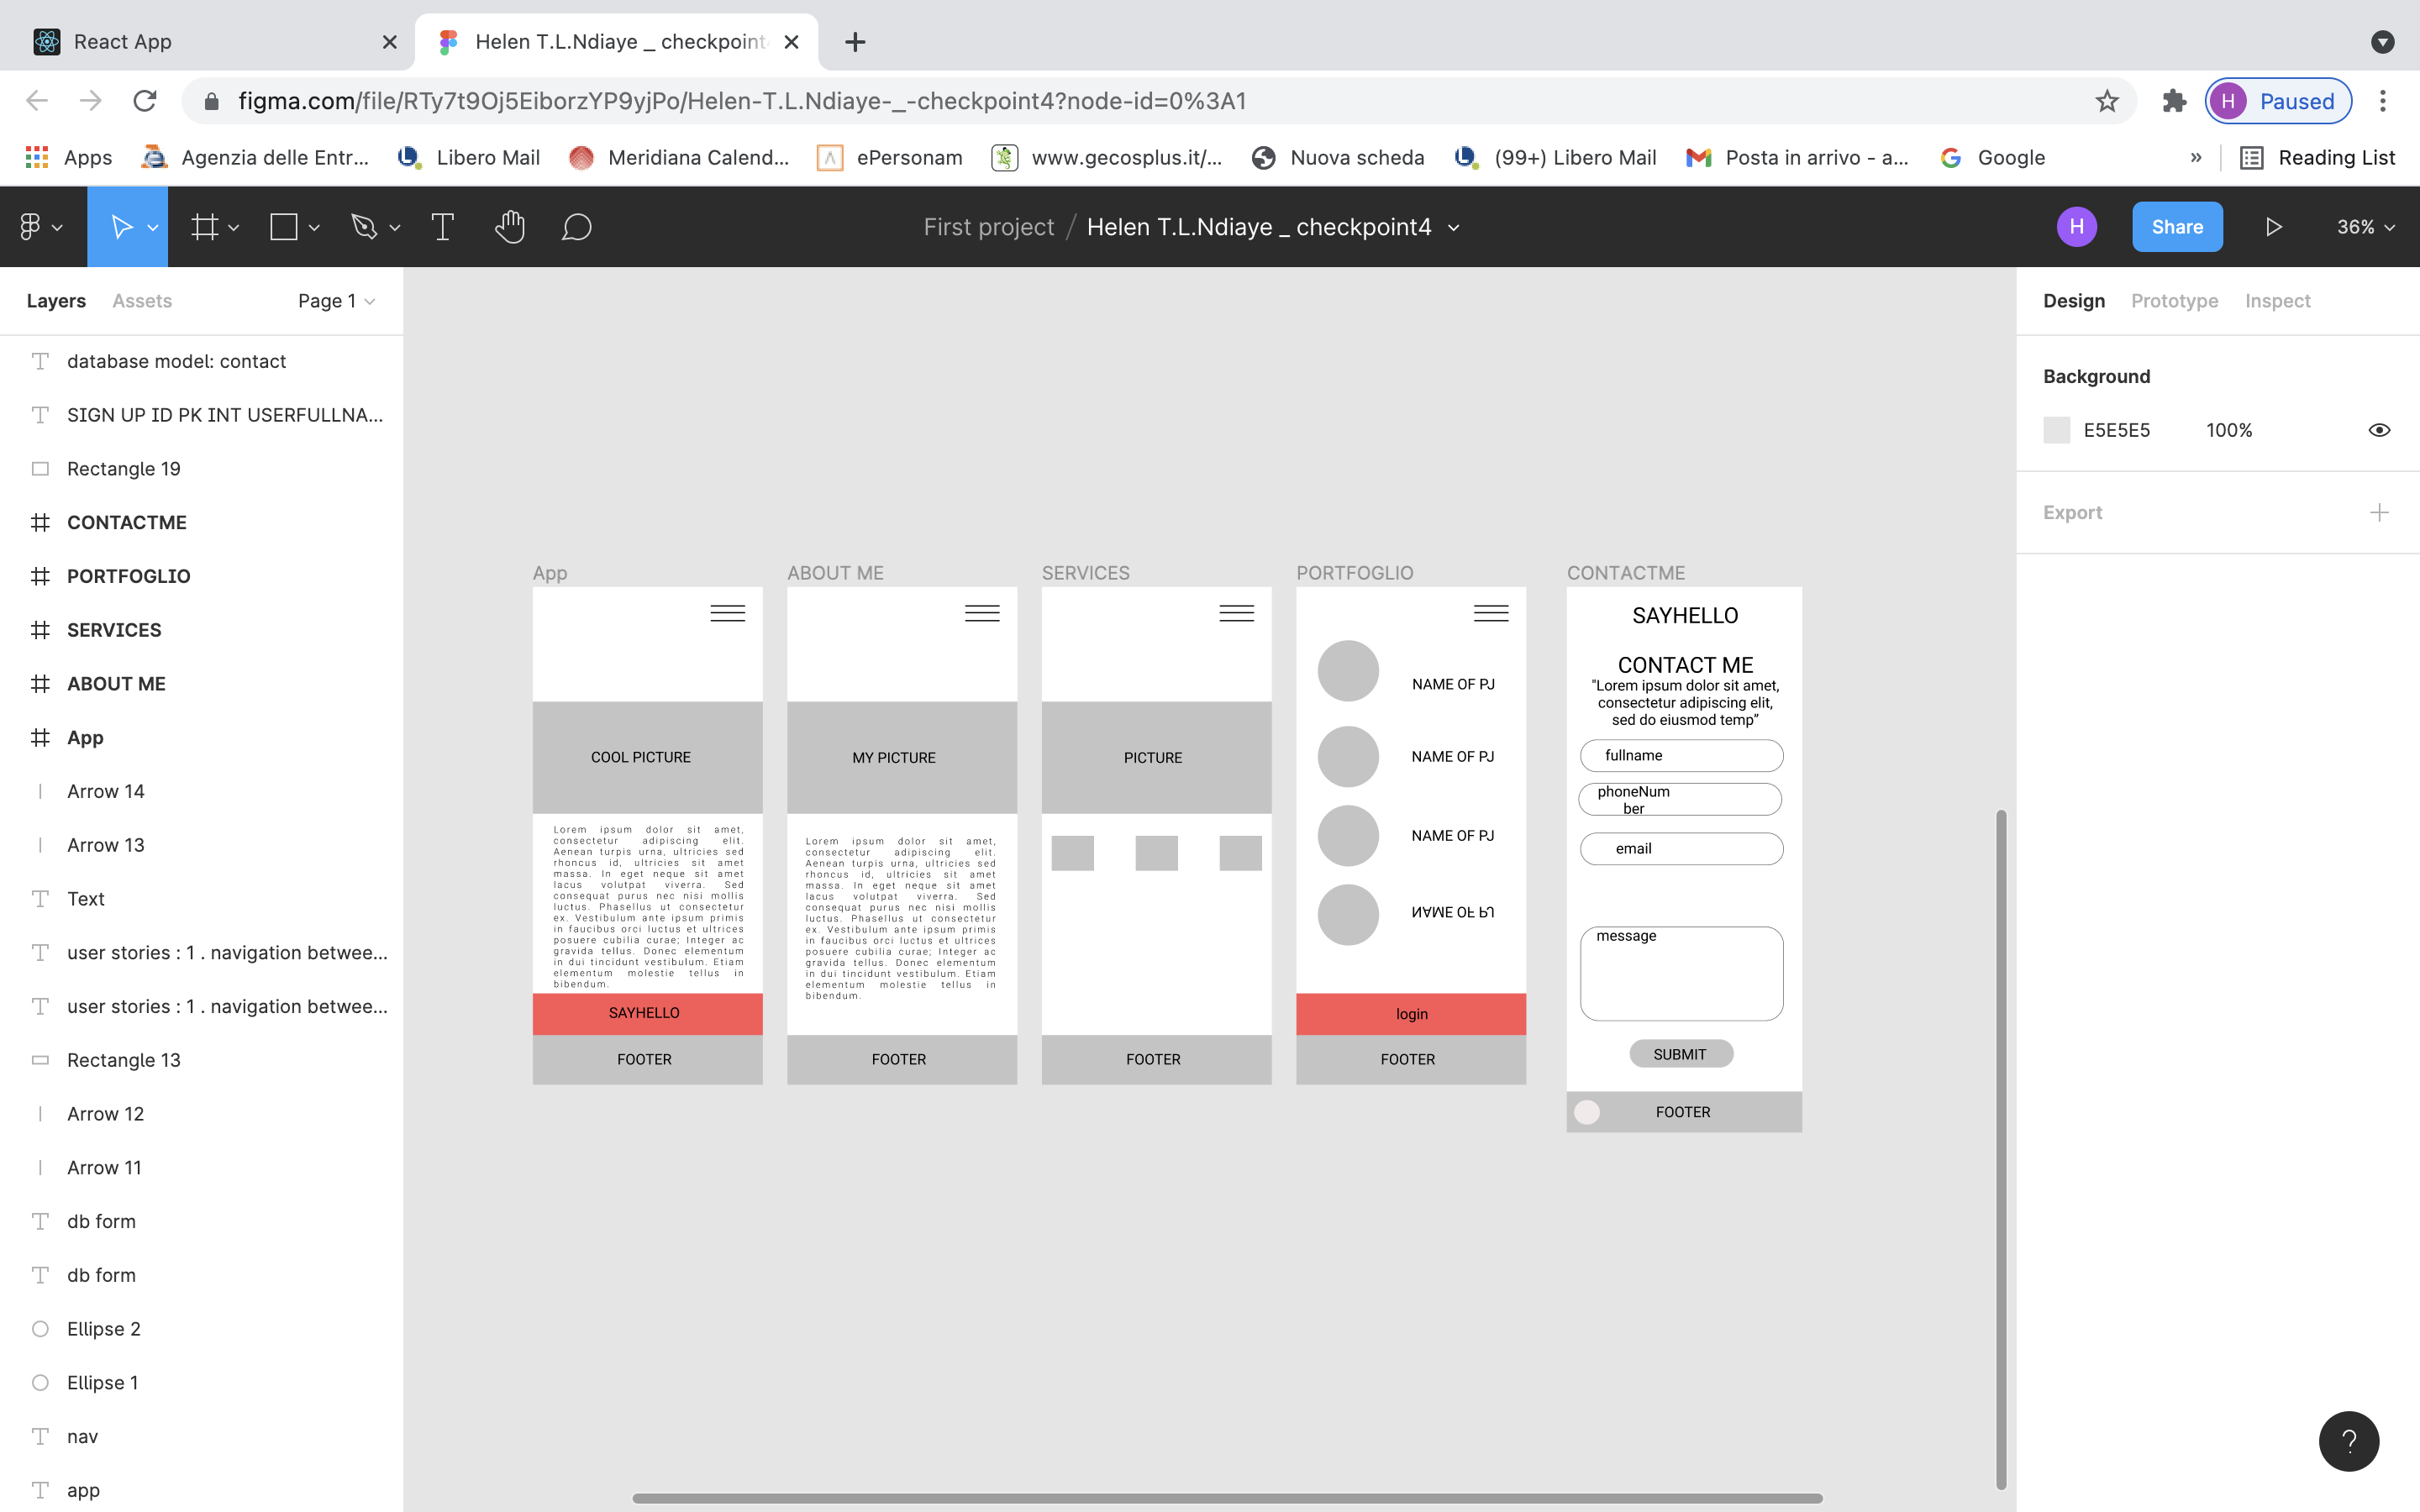 React App
Helen T.L.Ndiaye _ checkpoint4
figma.com/file/RTy7t9Oj5EiborzYP9yjPo/Helen-T.L.Ndiaye-_-checkpoint4?node-id=0%3A1
H Paused
Apps
Agenzia delle Entr...
Libero Mail
Meridiana Calend...
ePersonam
www.gecosplus.it/...
Nuova scheda
(99+) Libero Mail
Posta in arrivo - a...
Google
»
Reading List
First project / Helen T.L.Ndiaye _ checkpoint4
H
Share
36%
Layers
Assets
Page 1
database model: contact
SIGN UP ID PK INT USERFULLNA...
Rectangle 19
CONTACTME
PORTFOGLIO
SERVICES
ABOUT ME
App
Arrow 14
Arrow 13
Text
user stories : 1 . navigation betwee...
user stories : 1 . navigation betwee...
Rectangle 13
Arrow 12
Arrow 11
db form
db form
Ellipse 2
Ellipse 1
nav
app
App
COOL PICTURE
Lorem ipsum dolor sit amet,
consectetur adipiscing elit.
Aenean turpis urna, ultricies sed
rhoncus id, ultricies sit amet
massa. In eget neque sit amet
lacus volutpat viverra. Sed
consequat purus nec nisi mollis
luctus. Phasellus ut consectetur
ex. Vestibulum ante ipsum primis
in faucibus orci luctus et ultrices
posuere cubilia curae; Integer ac
gravida tellus. Donec elementum
in dui tincidunt vestibulum. Etiam
elementum molestie tellus in
bibendum.
SAYHELLO
FOOTER
ABOUT ME
MY PICTURE
Lorem ipsum dolor sit amet,
consectetur adipiscing elit.
Aenean turpis urna, ultricies sed
rhoncus id, ultricies sit amet
massa. In eget neque sit amet
lacus volutpat viverra. Sed
consequat purus nec nisi mollis
luctus. Phasellus ut consectetur
ex. Vestibulum ante ipsum primis
in faucibus orci luctus et ultrices
posuere cubilia curae; Integer ac
gravida tellus. Donec elementum
in dui tincidunt vestibulum. Etiam
elementum molestie tellus in
bibendum.
FOOTER
SERVICES
PICTURE
FOOTER
PORTFOGLIO
NAME OF PJ
NAME OF PJ
NAME OF PJ
NAME OF PJ
login
FOOTER
CONTACTME
SAYHELLO
CONTACT ME
"Lorem ipsum dolor sit amet,
consectetur adipiscing elit,
sed do eiusmod temp”
fullname
phoneNum
ber
email
message
SUBMIT
FOOTER
Design
Prototype
Inspect
Background
E5E5E5
100%
Export
?